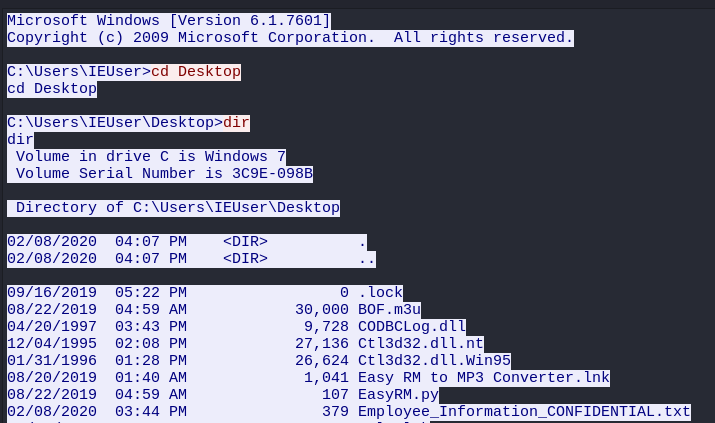 Microsoft Windows [Version 6.1.7601]
Copyright (c) 2009 Microsoft Corporation.  All rights reserved.
C:\Users\IEUser>cd Desktop
cd Desktop
C:\Users\IEUser\Desktop>dir
dir
 Volume in drive C is Windows 7
 Volume Serial Number is 3C9E-098B
 Directory of C:\Users\IEUser\Desktop
02/08/2020  04:07 PM    <DIR>          .
02/08/2020  04:07 PM    <DIR>          ..
09/16/2019  05:22 PM                 0 .lock
08/22/2019  04:59 AM            30,000 BOF.m3u
04/20/1997  03:43 PM             9,728 CODBCLog.dll
12/04/1995  02:08 PM            27,136 Ctl3d32.dll.nt
01/31/1996  01:28 PM            26,624 Ctl3d32.dll.Win95
08/20/2019  01:40 AM             1,041 Easy RM to MP3 Converter.lnk
08/22/2019  04:59 AM               107 EasyRM.py
02/08/2020  03:44 PM               379 Employee_Information_CONFIDENTIAL.txt